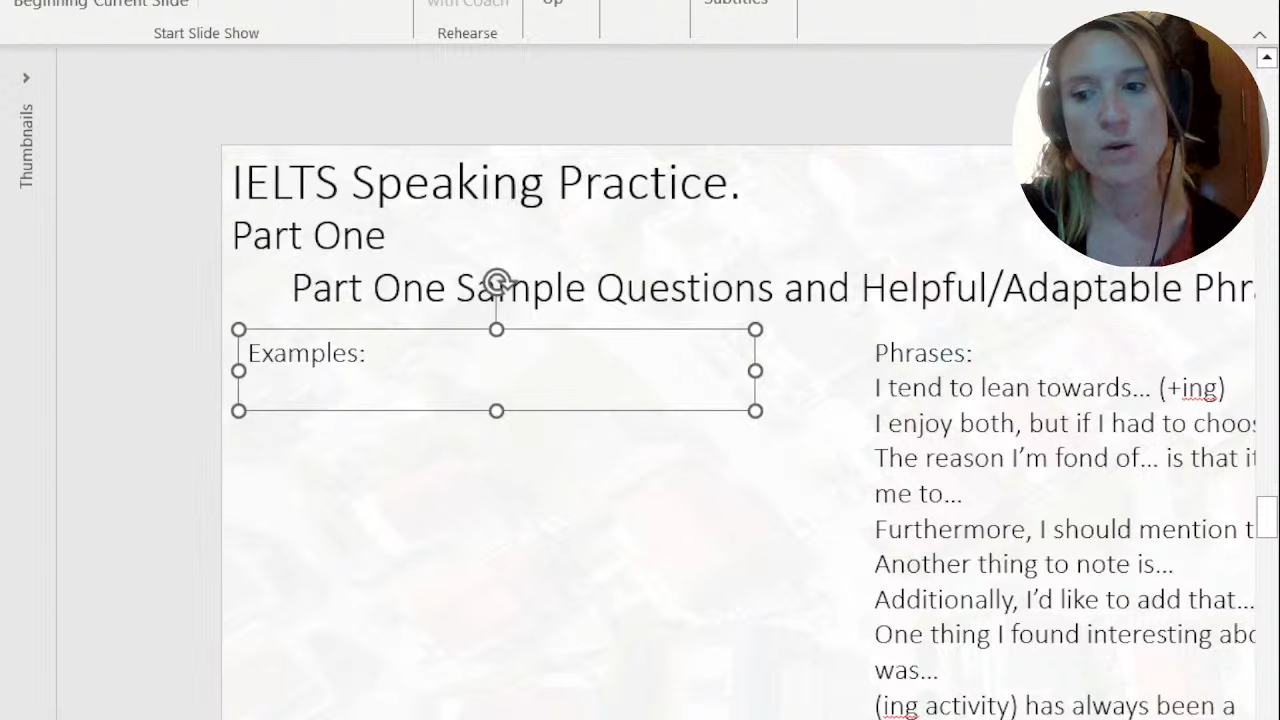 Beginning Current Slide
with Coach
Up
Subtitles
Start Slide Show
Rehearse
Thumbnails
IELTS Speaking Practice.
Part One
Part One Sample Questions and Helpful/Adaptable Phr
Examples:
Phrases:
I tend to lean towards... (+ing)
I enjoy both, but if I had to choos
The reason I’m fond of... is that it
me to...
Furthermore, I should mention t
Another thing to note is...
Additionally, I’d like to add that...
One thing I found interesting abo
was...
(ing activity) has always been a